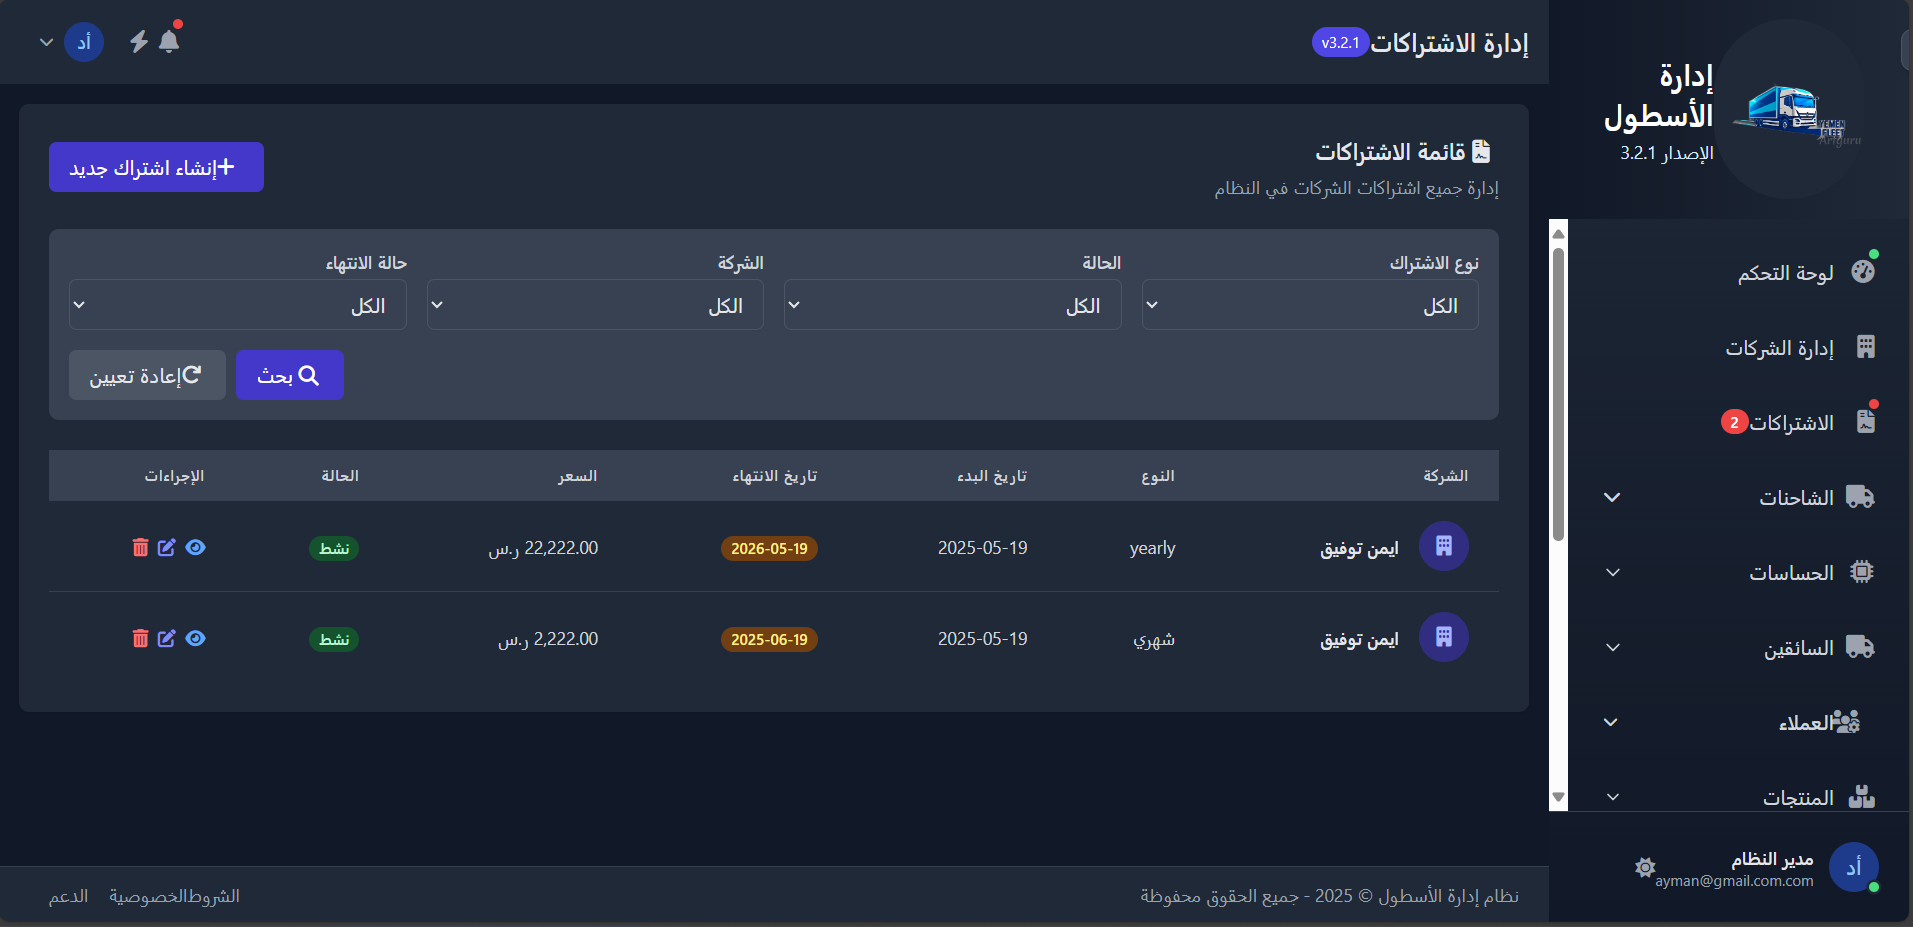 إدارة
الأسطول
الإصدار 3.2.1
YEMEN
FLEET
Artguru
لوحة التحكم
إدارة الشركات
الاشتراكات 2
الشاحنات
الحساسات
السائقين
العملاء
المنتجات
أد
مدير النظام
ayman@gmail.com.com
إدارة الاشتراكات v3.2.1
أد
قائمة الاشتراكات
إدارة جميع اشتراكات الشركات في النظام
إنشاء اشتراك جديد
نوع الاشتراك الحالة الشركة حالة الانتهاء
الكل الكل الكل الكل
بحث إعادة تعيين
الشركة النوع تاريخ البدء تاريخ الانتهاء السعر الحالة الإجراءات
ايمن توفيق yearly 2025-05-19 2026-05-19 22,222.00 ر.س نشط
ايمن توفيق شهري 2025-05-19 2025-06-19 2,222.00 ر.س نشط
نظام إدارة الأسطول © 2025 - جميع الحقوق محفوظة
الشروط الخصوصية الدعم